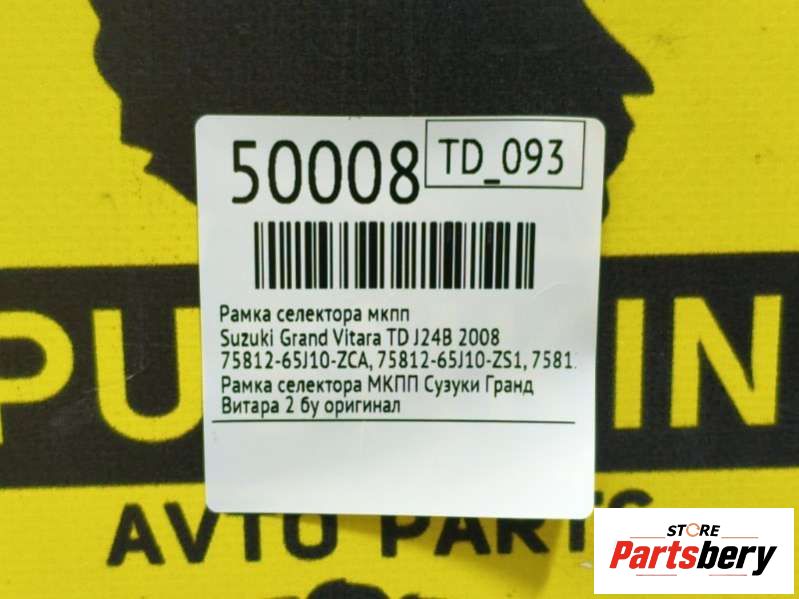 50008
TD_093
Рамка селектора мкпп
Suzuki Grand Vitara TD J24B 2008
75812-65J10-ZCA, 75812-65J10-ZS1, 7581
Рамка селектора МКПП Сузуки Гранд
Витара 2 бу оригинал
PU IN
AVTO PARTS
STORE
Partsbery